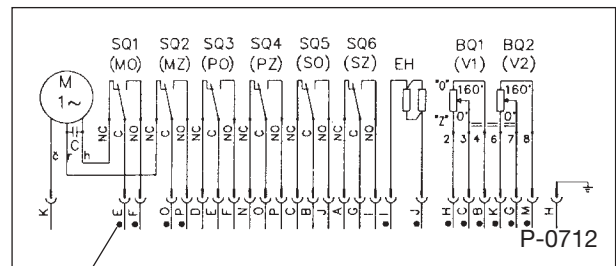 SQ1 SQ2 SQ3 SQ4 SQ5 SQ6 EH BQ1 BQ2
(MO) (MZ) (PO) (PZ) (SO) (SZ) (V1) (V2)
M
1~
"O" 160° 160°
"Z" 0° 0°
C
č r h
NC C NO NC C NO NC C NO NC C NO NC C NO NC C NO
2 3 4 6 7 8
K E F O P D E F N O P C B J A G I I J H C B K G M H
P-0712